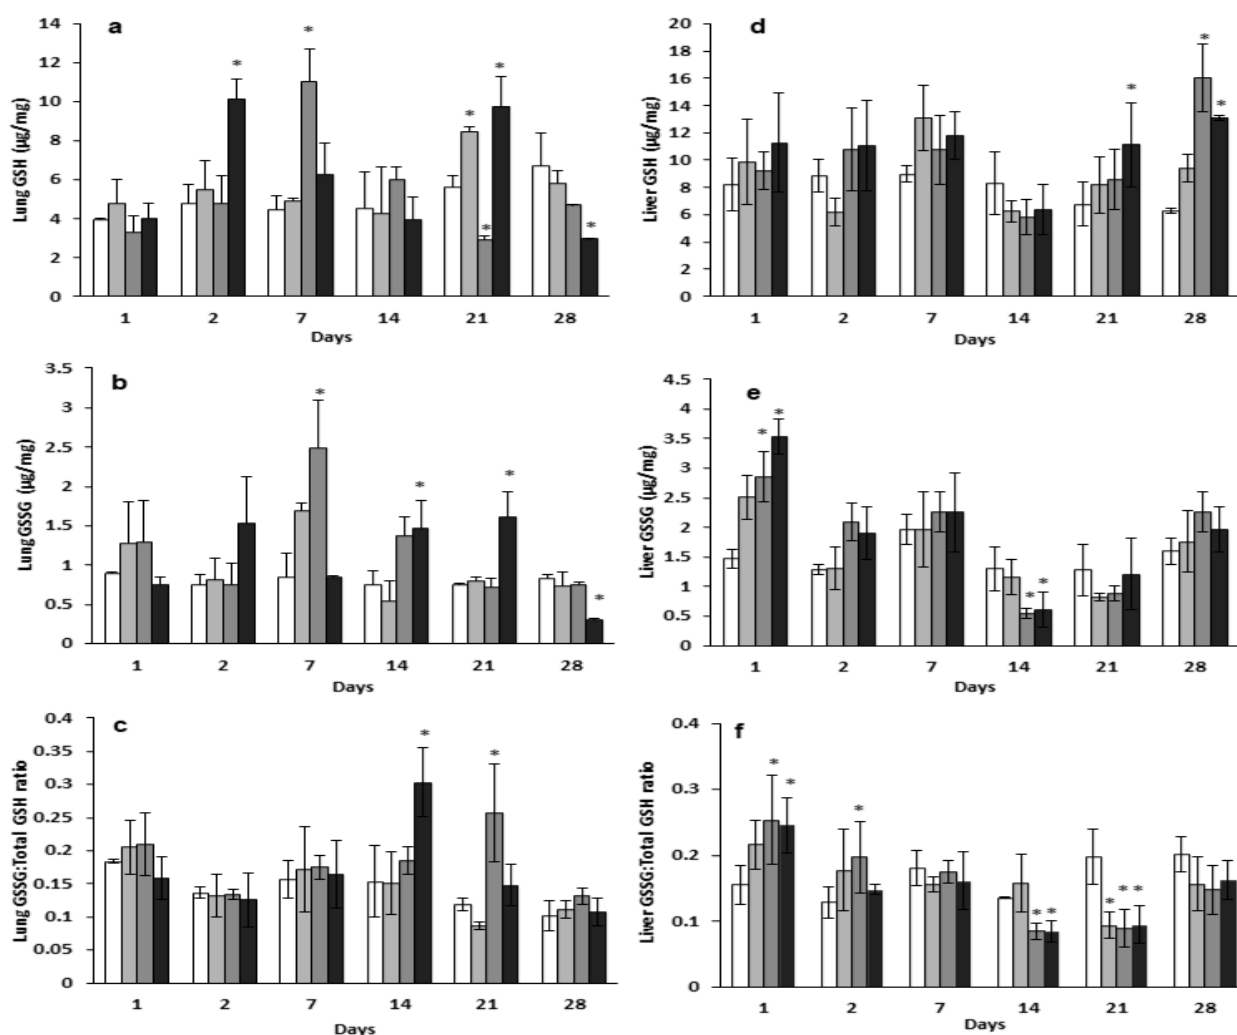 a
Lung GSH (µg/mg)
14
12
10
8
6
4
2
0
* * * * * *
1 2 7 14 21 28
Days
d
Liver GSH (µg/mg)
20
18
16
14
12
10
8
6
4
2
0
* * *
1 2 7 14 21 28
Days
b
Lung GSSG (µg/mg)
3.5
3
2.5
2
1.5
1
0.5
0
* * * *
1 2 7 14 21 28
Days
e
Liver GSSG (µg/mg)
4.5
4
3.5
3
2.5
2
1.5
1
0.5
0
* * * *
1 2 7 14 21 28
Days
c
Lung GSSG:Total GSH ratio
0.4
0.35
0.3
0.25
0.2
0.15
0.1
0.05
0
* *
1 2 7 14 21 28
Days
f
Liver GSSG:Total GSH ratio
0.4
0.3
0.2
0.1
0
* * * * * * * *
1 2 7 14 21 28
Days